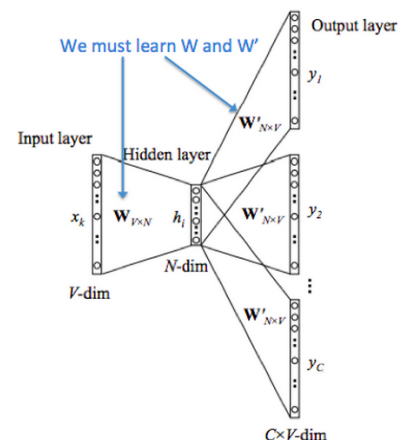 Output layer
We must learn W and W'
y1
W'N×V
Input layer
Hidden layer
xk
WV×N
hi
W'N×V
y2
N-dim
V-dim
W'N×V
yC
C×V-dim